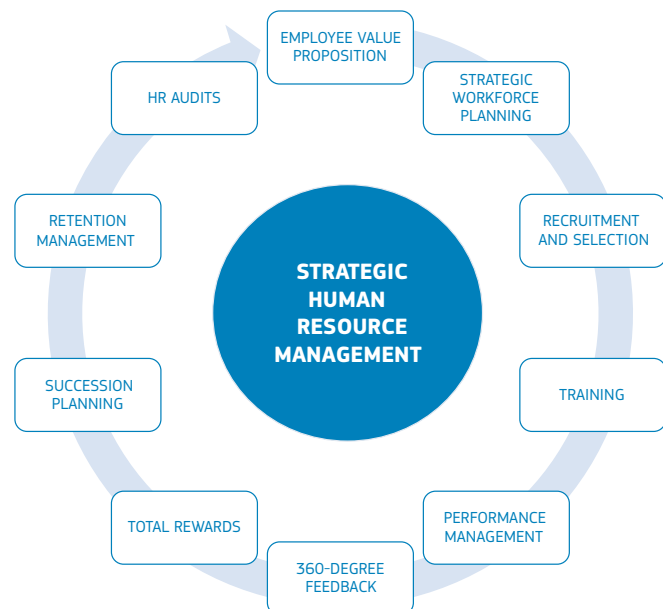 EMPLOYEE VALUE
PROPOSITION
STRATEGIC
WORKFORCE
PLANNING
RECRUITMENT
AND SELECTION
TRAINING
PERFORMANCE
MANAGEMENT
360-DEGREE
FEEDBACK
TOTAL REWARDS
SUCCESSION
PLANNING
RETENTION
MANAGEMENT
HR AUDITS
STRATEGIC
HUMAN
RESOURCE
MANAGEMENT